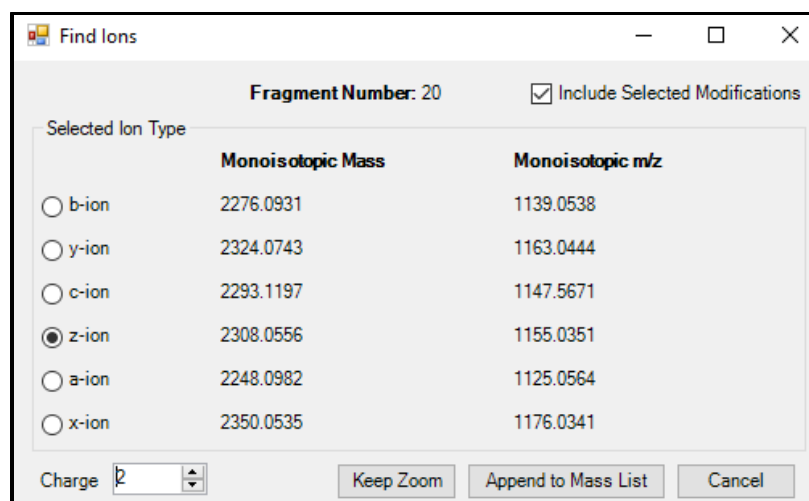 Find Ions
Fragment Number: 20 Include Selected Modifications
Selected Ion Type
Monoisotopic Mass Monoisotopic m/z
b-ion 2276.0931 1139.0538
y-ion 2324.0743 1163.0444
c-ion 2293.1197 1147.5671
z-ion 2308.0556 1155.0351
a-ion 2248.0982 1125.0564
x-ion 2350.0535 1176.0341
Charge 2 Keep Zoom Append to Mass List Cancel